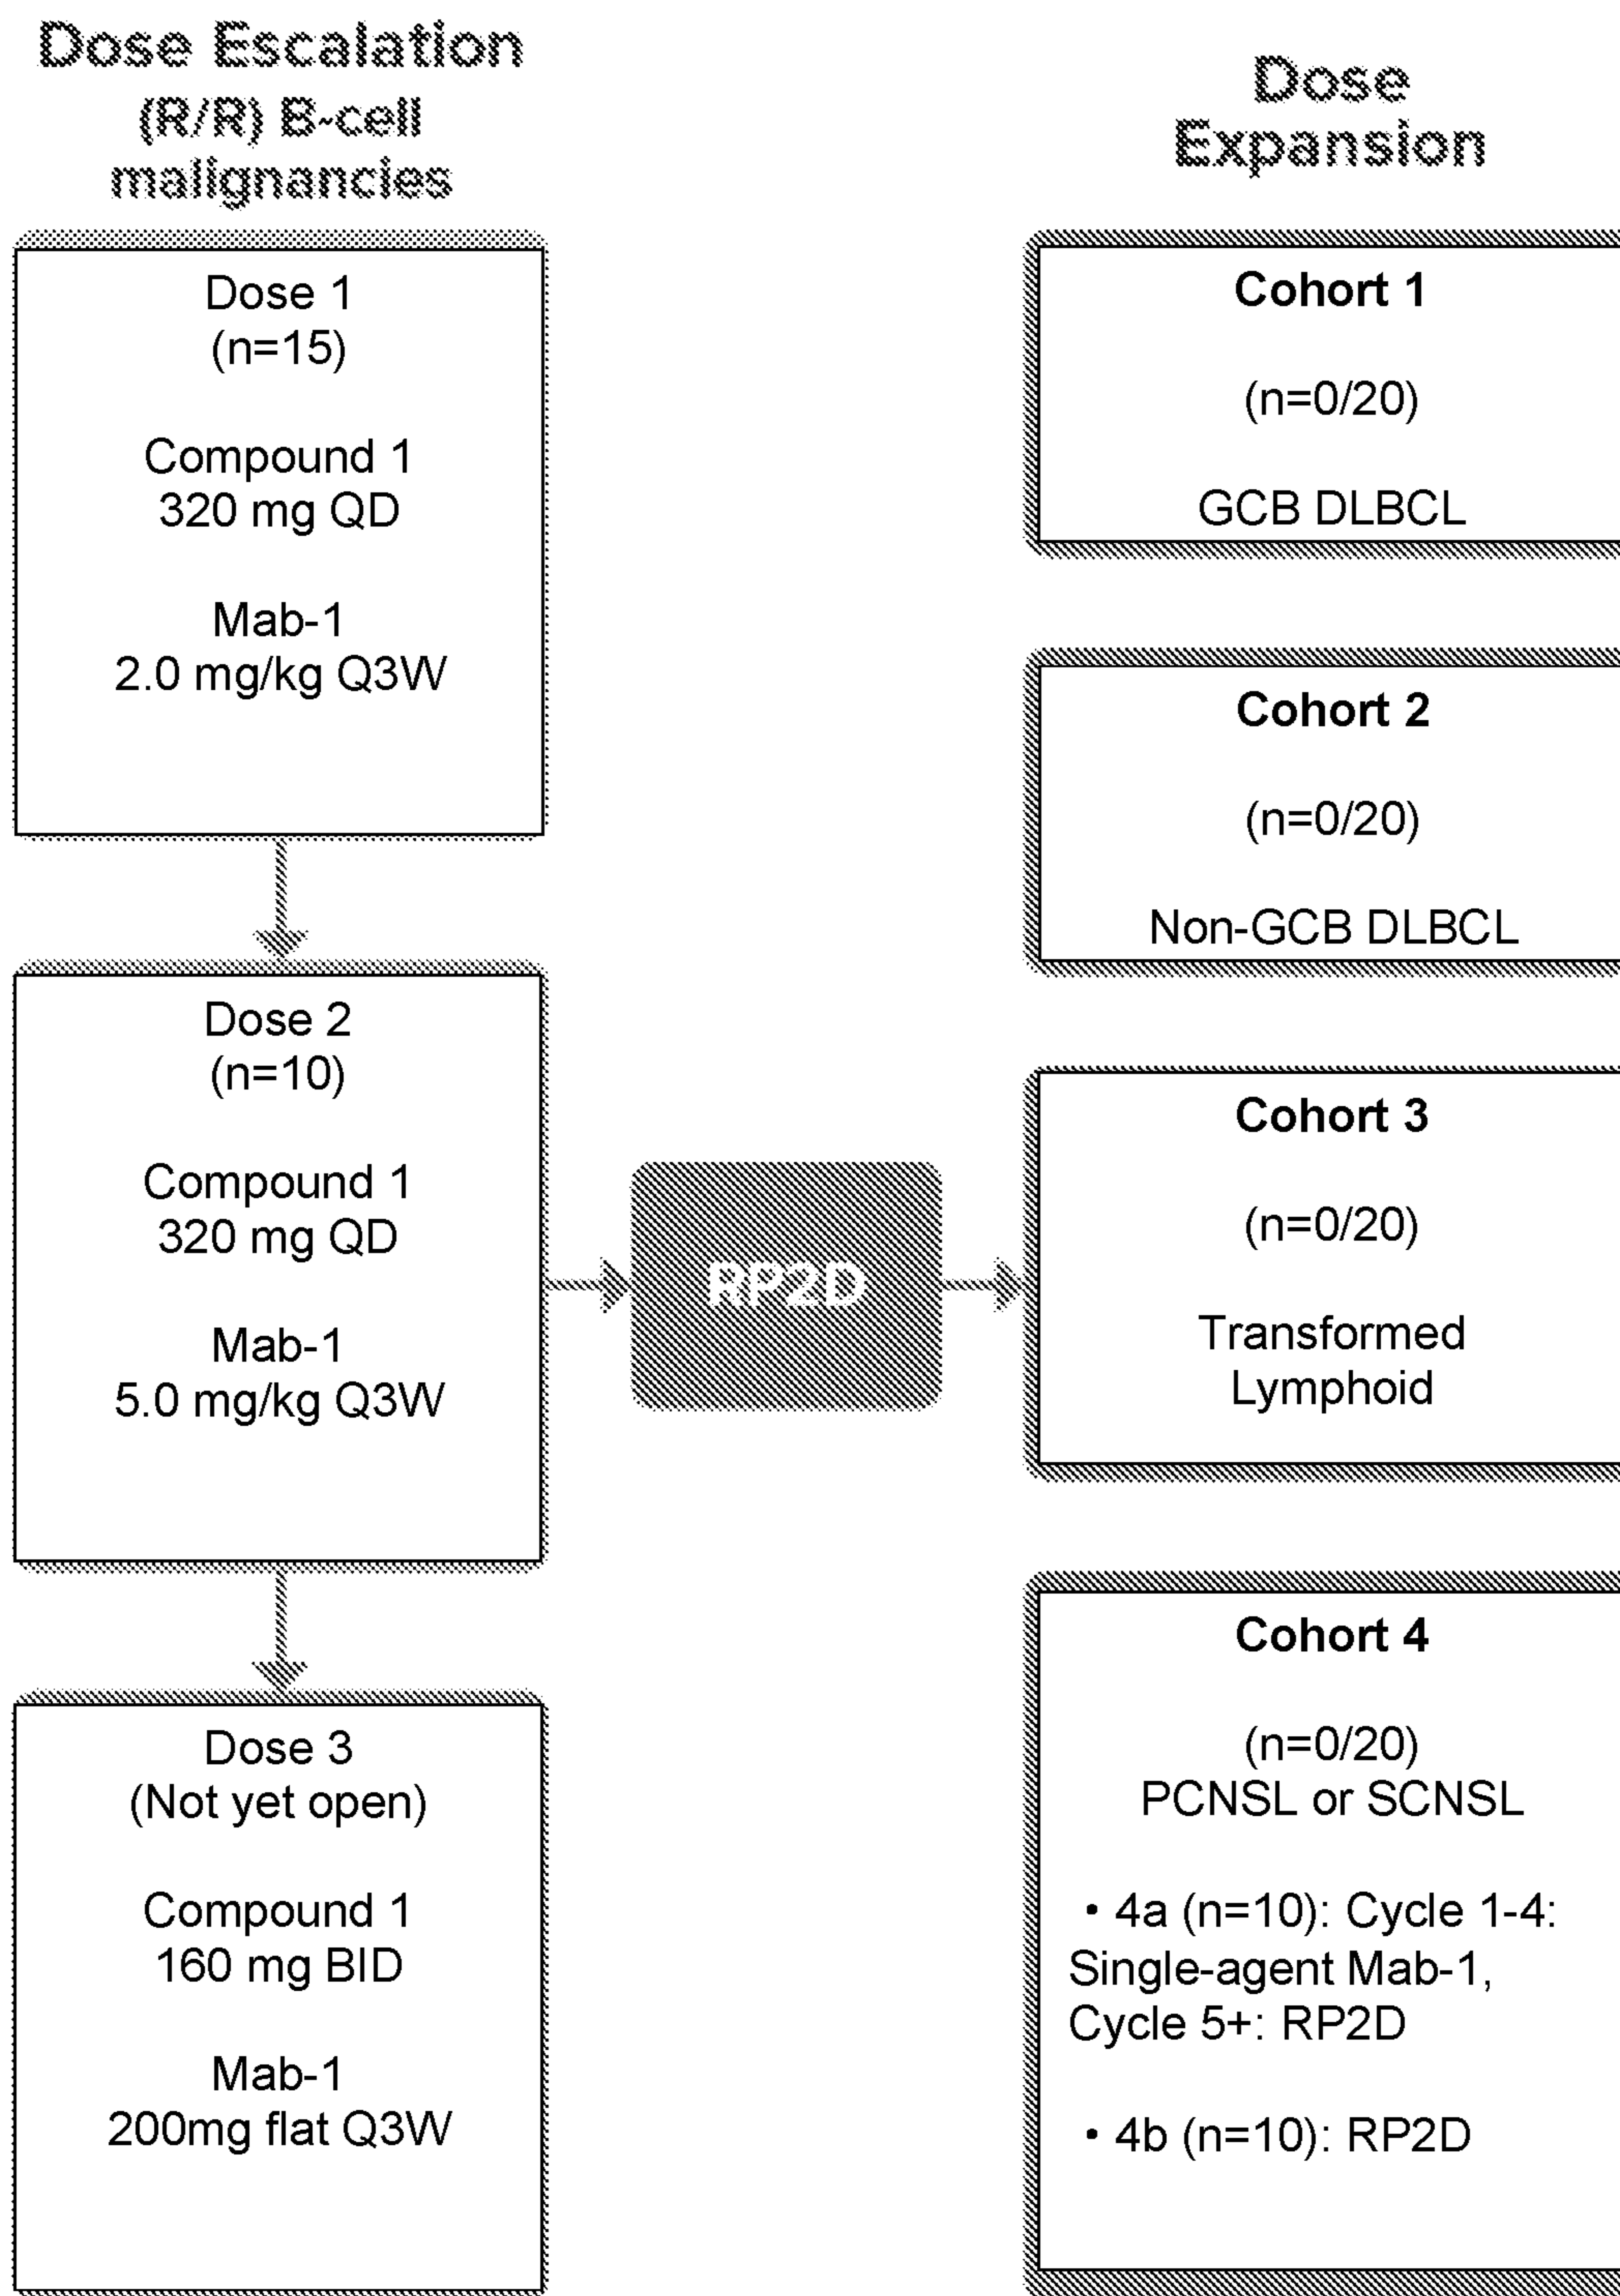 Dose Escalation
(R/R) B-cell
malignancies
Dose 1
(n=15)
Compound 1
320 mg QD
Mab-1
2.0 mg/kg Q3W
Dose 2
(n=10)
Compound 1
320 mg QD
Mab-1
5.0 mg/kg Q3W
Dose 3
(Not yet open)
Compound 1
160 mg BID
Mab-1
200mg flat Q3W
RP2D
Dose
Expansion
Cohort 1
(n=0/20)
GCB DLBCL
Cohort 2
(n=0/20)
Non-GCB DLBCL
Cohort 3
(n=0/20)
Transformed
Lymphoid
Cohort 4
(n=0/20)
PCNSL or SCNSL
• 4a (n=10): Cycle 1-4:
Single-agent Mab-1,
Cycle 5+: RP2D
• 4b (n=10): RP2D